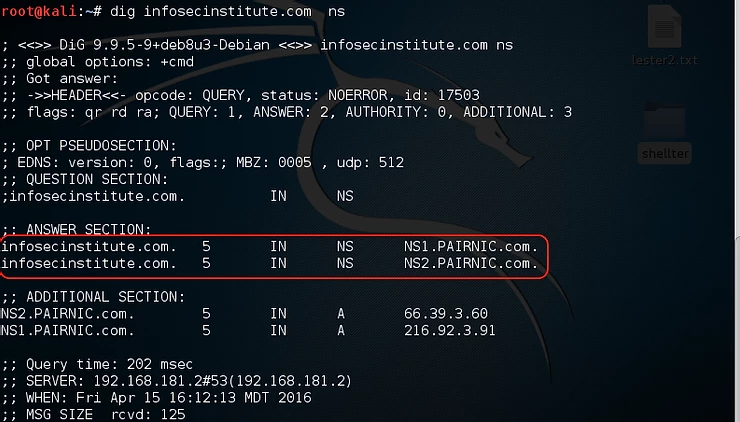 root@kali:~# dig infosecinstitute.com  ns
lester2.txt
; <<>> DiG 9.9.5-9+deb8u3-Debian <<>> infosecinstitute.com ns
;; global options: +cmd
;; Got answer:
;; ->>HEADER<<- opcode: QUERY, status: NOERROR, id: 17503
;; flags: qr rd ra; QUERY: 1, ANSWER: 2, AUTHORITY: 0, ADDITIONAL: 3
shellter
;; OPT PSEUDOSECTION:
; EDNS: version: 0, flags:; MBZ: 0005 , udp: 512
;; QUESTION SECTION:
;infosecinstitute.com.          IN      NS
;; ANSWER SECTION:
infosecinstitute.com.   5       IN      NS      NS1.PAIRNIC.com.
infosecinstitute.com.   5       IN      NS      NS2.PAIRNIC.com.
;; ADDITIONAL SECTION:
NS2.PAIRNIC.com.        5       IN      A       66.39.3.60
NS1.PAIRNIC.com.        5       IN      A       216.92.3.91
;; Query time: 202 msec
;; SERVER: 192.168.181.2#53(192.168.181.2)
;; WHEN: Fri Apr 15 16:12:13 MDT 2016
;; MSG SIZE  rcvd: 125